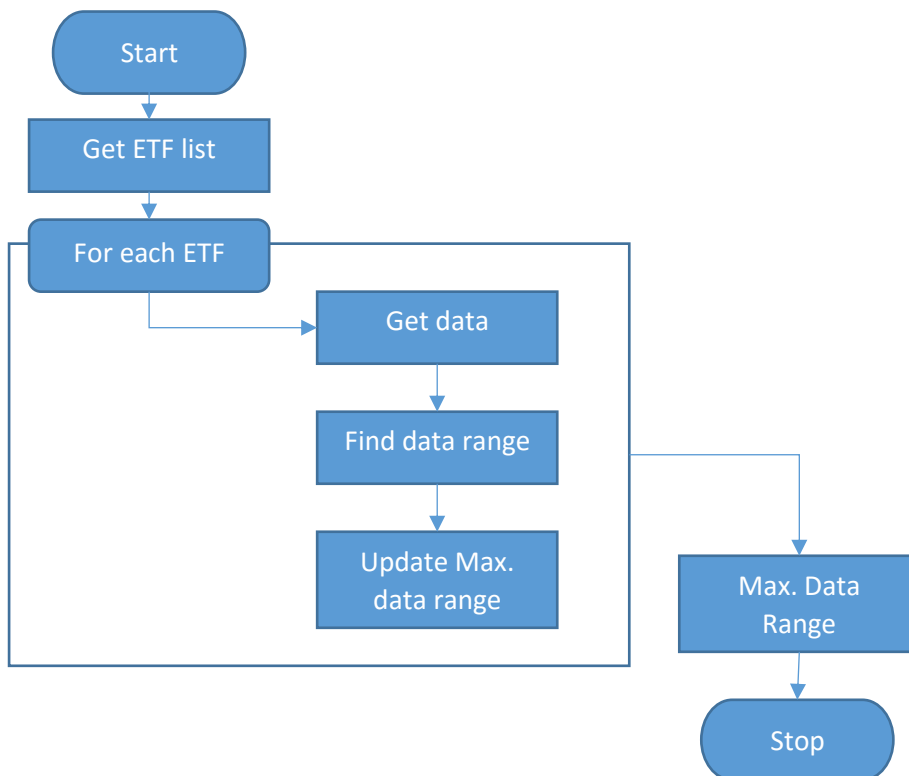 Start
Get ETF list
For each ETF
Get data
Find data range
Update Max.
data range
Max. Data
Range
Stop